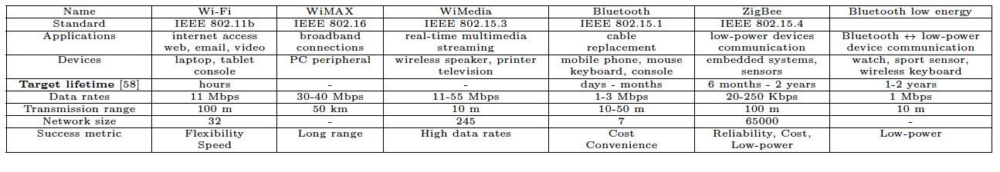 Name Wi-Fi WiMAX WiMedia Bluetooth ZigBee Bluetooth low energy
Standard IEEE 802.11b IEEE 802.16 IEEE 802.15.3 IEEE 802.15.1 IEEE 802.15.4
Applications internet access broadband real-time multimedia cable low-power devices Bluetooth ↔ low-power
web, email, video connections streaming replacement communication device communication
Devices laptop, tablet PC peripheral wireless speaker, printer mobile phone, mouse embedded systems, watch, sport sensor,
console television keyboard, console sensors wireless keyboard
Target lifetime [58] hours - - days - months 6 months - 2 years 1-2 years
Data rates 11 Mbps 30-40 Mbps 11-55 Mbps 1-3 Mbps 20-250 Kbps 1 Mbps
Transmission range 100 m 50 km 10 m 10-50 m 100 m 10 m
Network size 32 - 245 7 65000 -
Success metric Flexibility Long range High data rates Cost Reliability, Cost, Low-power
Speed Convenience Low-power